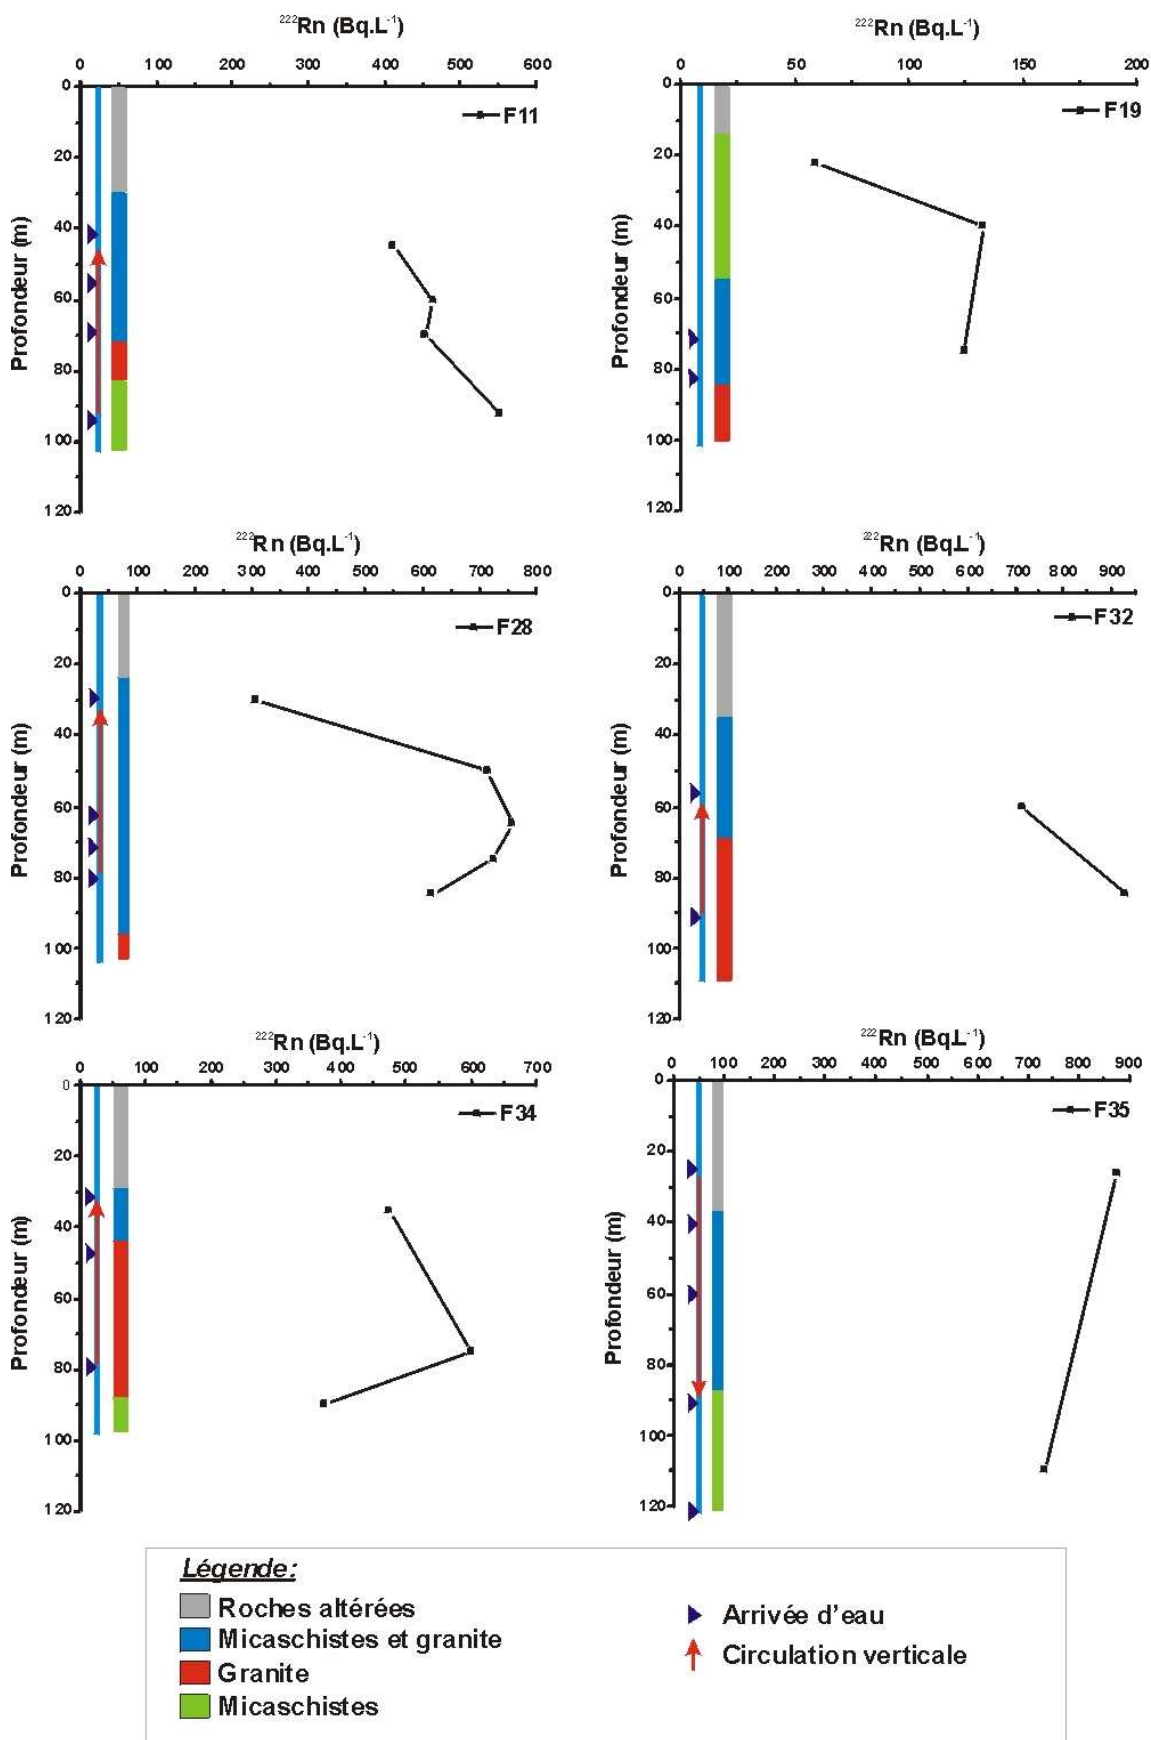 ²²²Rn (Bq.L⁻¹)
0 100 200 300 400 500 600
F11
Profondeur (m)
0
20
40
60
80
100
120
²²²Rn (Bq.L⁻¹)
0 50 100 150 200
F19
Profondeur (m)
0
20
40
60
80
100
120
²²²Rn (Bq.L⁻¹)
0 100 200 300 400 500 600 700 800
F28
Profondeur (m)
0
20
40
60
80
100
120
²²²Rn (Bq.L⁻¹)
0 100 200 300 400 500 600 700 800 900
F32
Profondeur (m)
0
20
40
60
80
100
120
²²²Rn (Bq.L⁻¹)
0 100 200 300 400 500 600 700
F34
Profondeur (m)
0
20
40
60
80
100
120
²²²Rn (Bq.L⁻¹)
0 100 200 300 400 500 600 700 800 900
F35
Profondeur (m)
0
20
40
60
80
100
120
Légende:
Roches altérées
Micaschistes et granite
Granite
Micaschistes
Arrivée d'eau
Circulation verticale